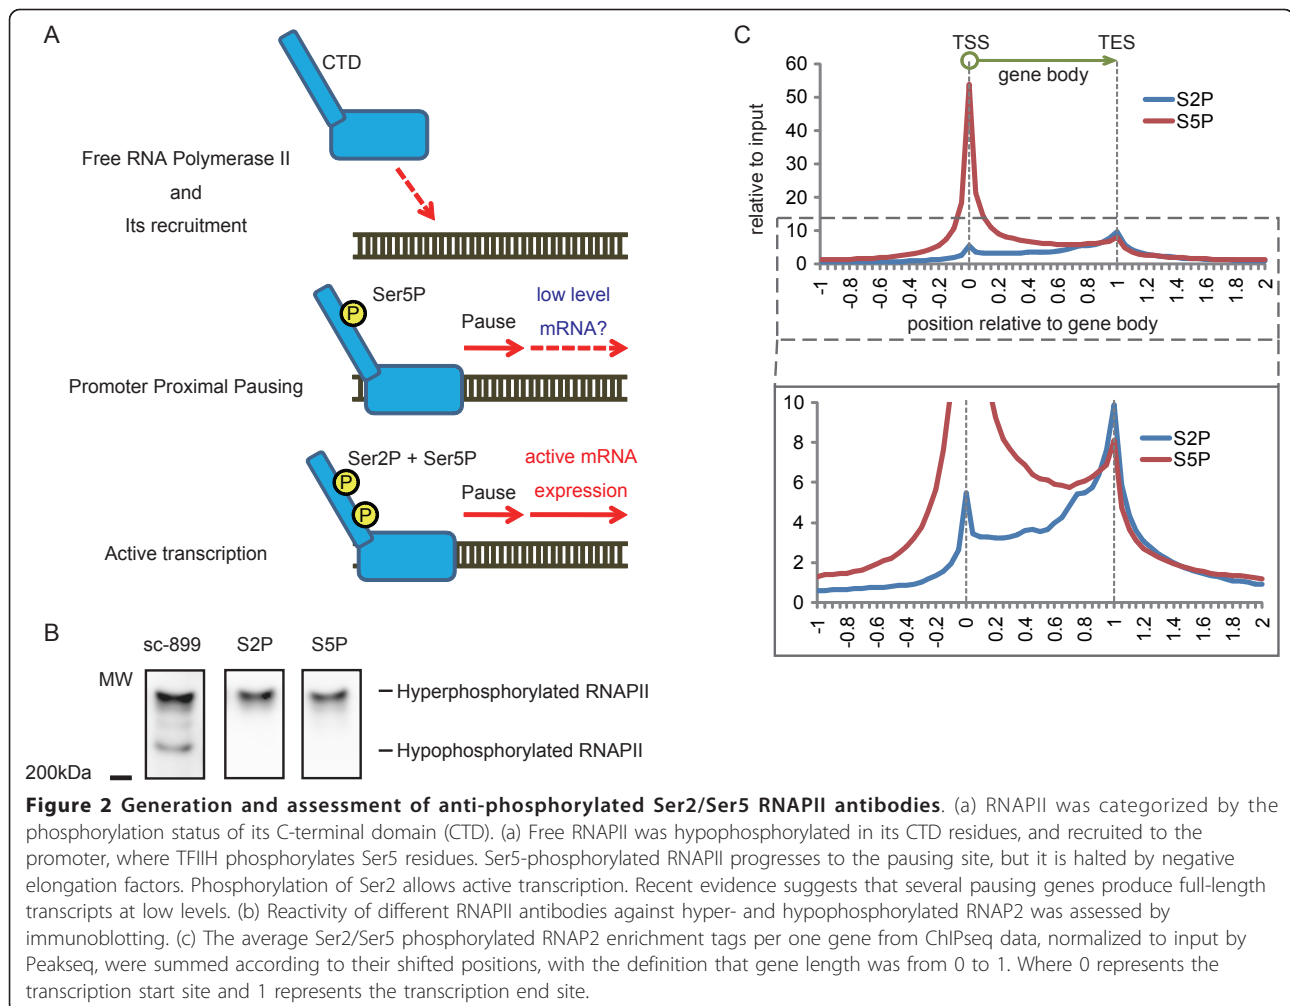 A
CTD
Free RNA Polymerase II
and
Its recruitment
Ser5P
P
Pause
low level
mRNA?
Promoter Proximal Pausing
Ser2P + Ser5P
P
P
Pause
active mRNA
expression
Active transcription
B
sc-899 S2P S5P
MW
Hyperphosphorylated RNAPII
Hypophosphorylated RNAPII
200kDa
C
TSS TES
gene body
S2P
S5P
relative to input
60
50
40
30
20
10
0
-1 -0.8 -0.6 -0.4 -0.2 0 0.2 0.4 0.6 0.8 1 1.2 1.4 1.6 1.8 2
position relative to gene body
S2P
S5P
10
8
6
4
2
0
-1 -0.8 -0.6 -0.4 -0.2 0 0.2 0.4 0.6 0.8 1 1.2 1.4 1.6 1.8 2
Figure 2 Generation and assessment of anti-phosphorylated Ser2/Ser5 RNAPII antibodies. (a) RNAPII was categorized by the
phosphorylation status of its C-terminal domain (CTD). (a) Free RNAPII was hypophosphorylated in its CTD residues, and recruited to the
promoter, where TFIIH phosphorylates Ser5 residues. Ser5-phosphorylated RNAPII progresses to the pausing site, but it is halted by negative
elongation factors. Phosphorylation of Ser2 allows active transcription. Recent evidence suggests that several pausing genes produce full-length
transcripts at low levels. (b) Reactivity of different RNAPII antibodies against hyper- and hypophosphorylated RNAP2 was assessed by
immunoblotting. (c) The average Ser2/Ser5 phosphorylated RNAP2 enrichment tags per one gene from ChIPseq data, normalized to input by
Peakseq, were summed according to their shifted positions, with the definition that gene length was from 0 to 1. Where 0 represents the
transcription start site and 1 represents the transcription end site.